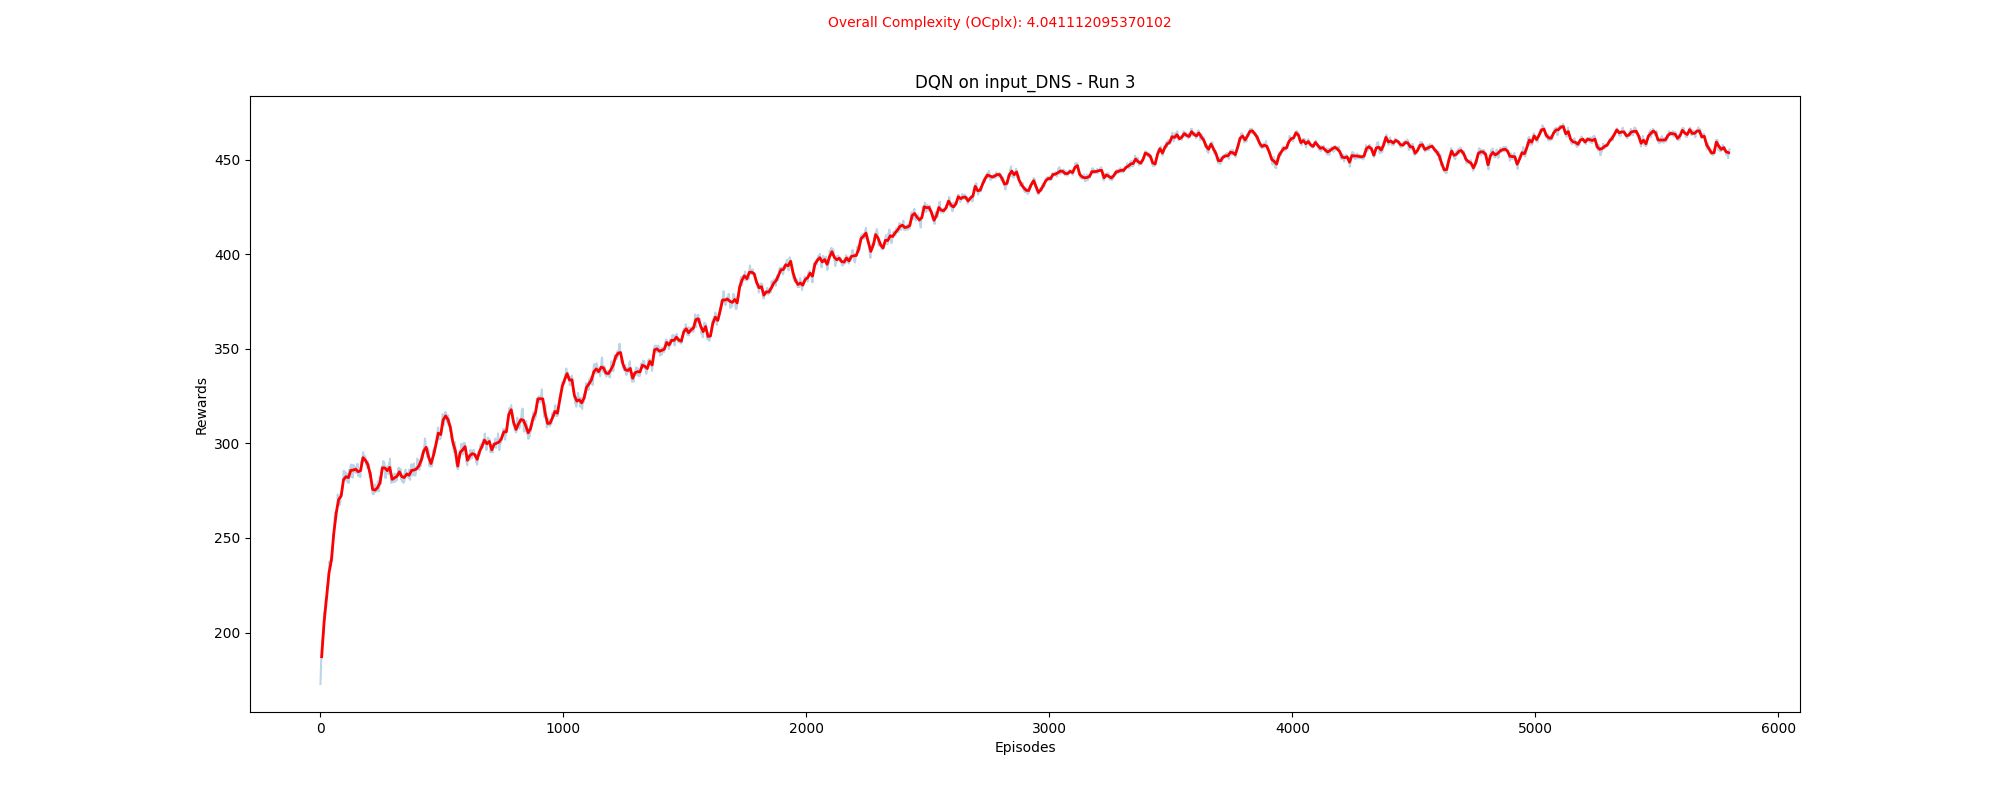 Overall Complexity (OCplx): 4.041112095370102
DQN on input_DNS - Run 3
450
400
350
300
250
200
Rewards
0 1000 2000 3000 4000 5000 6000
Episodes